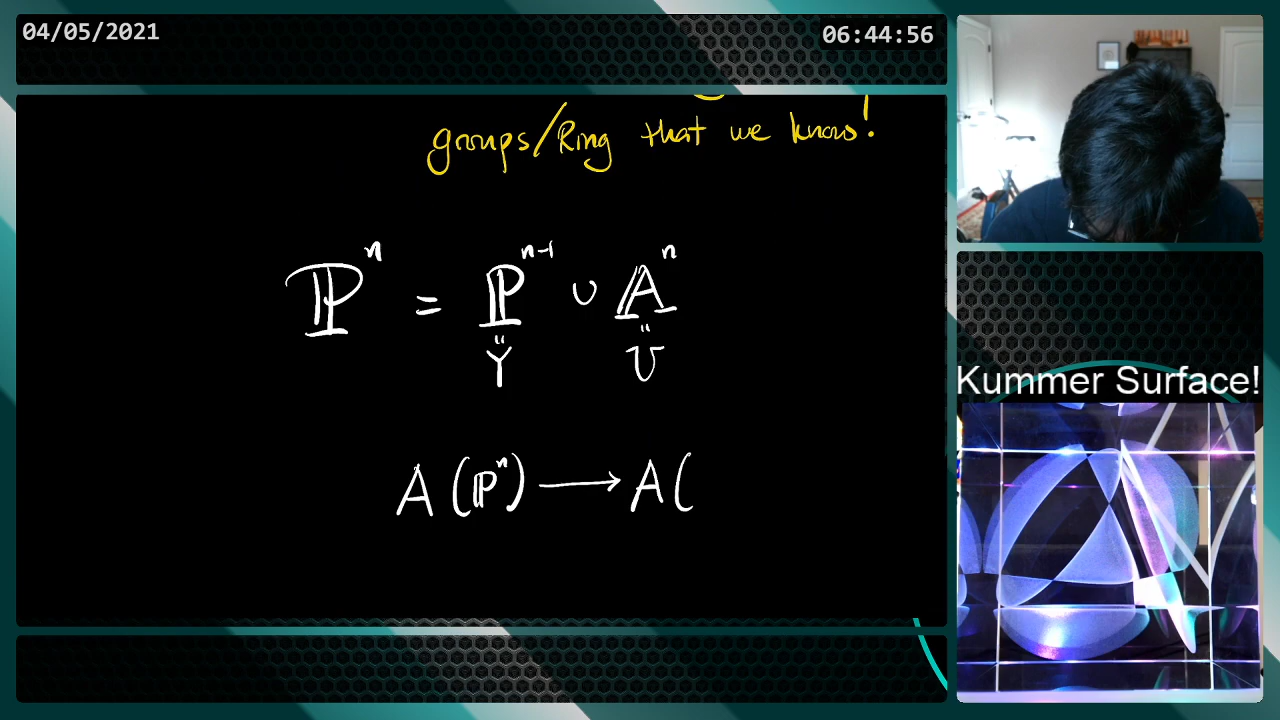 04/05/2021
06:44:56
groups/Ring that we know!
ℙⁿ = ℙⁿ⁻¹ ∪ 𝔸ⁿ
" "
Y U
A(ℙⁿ) ⟶ A(
Kummer Surface!